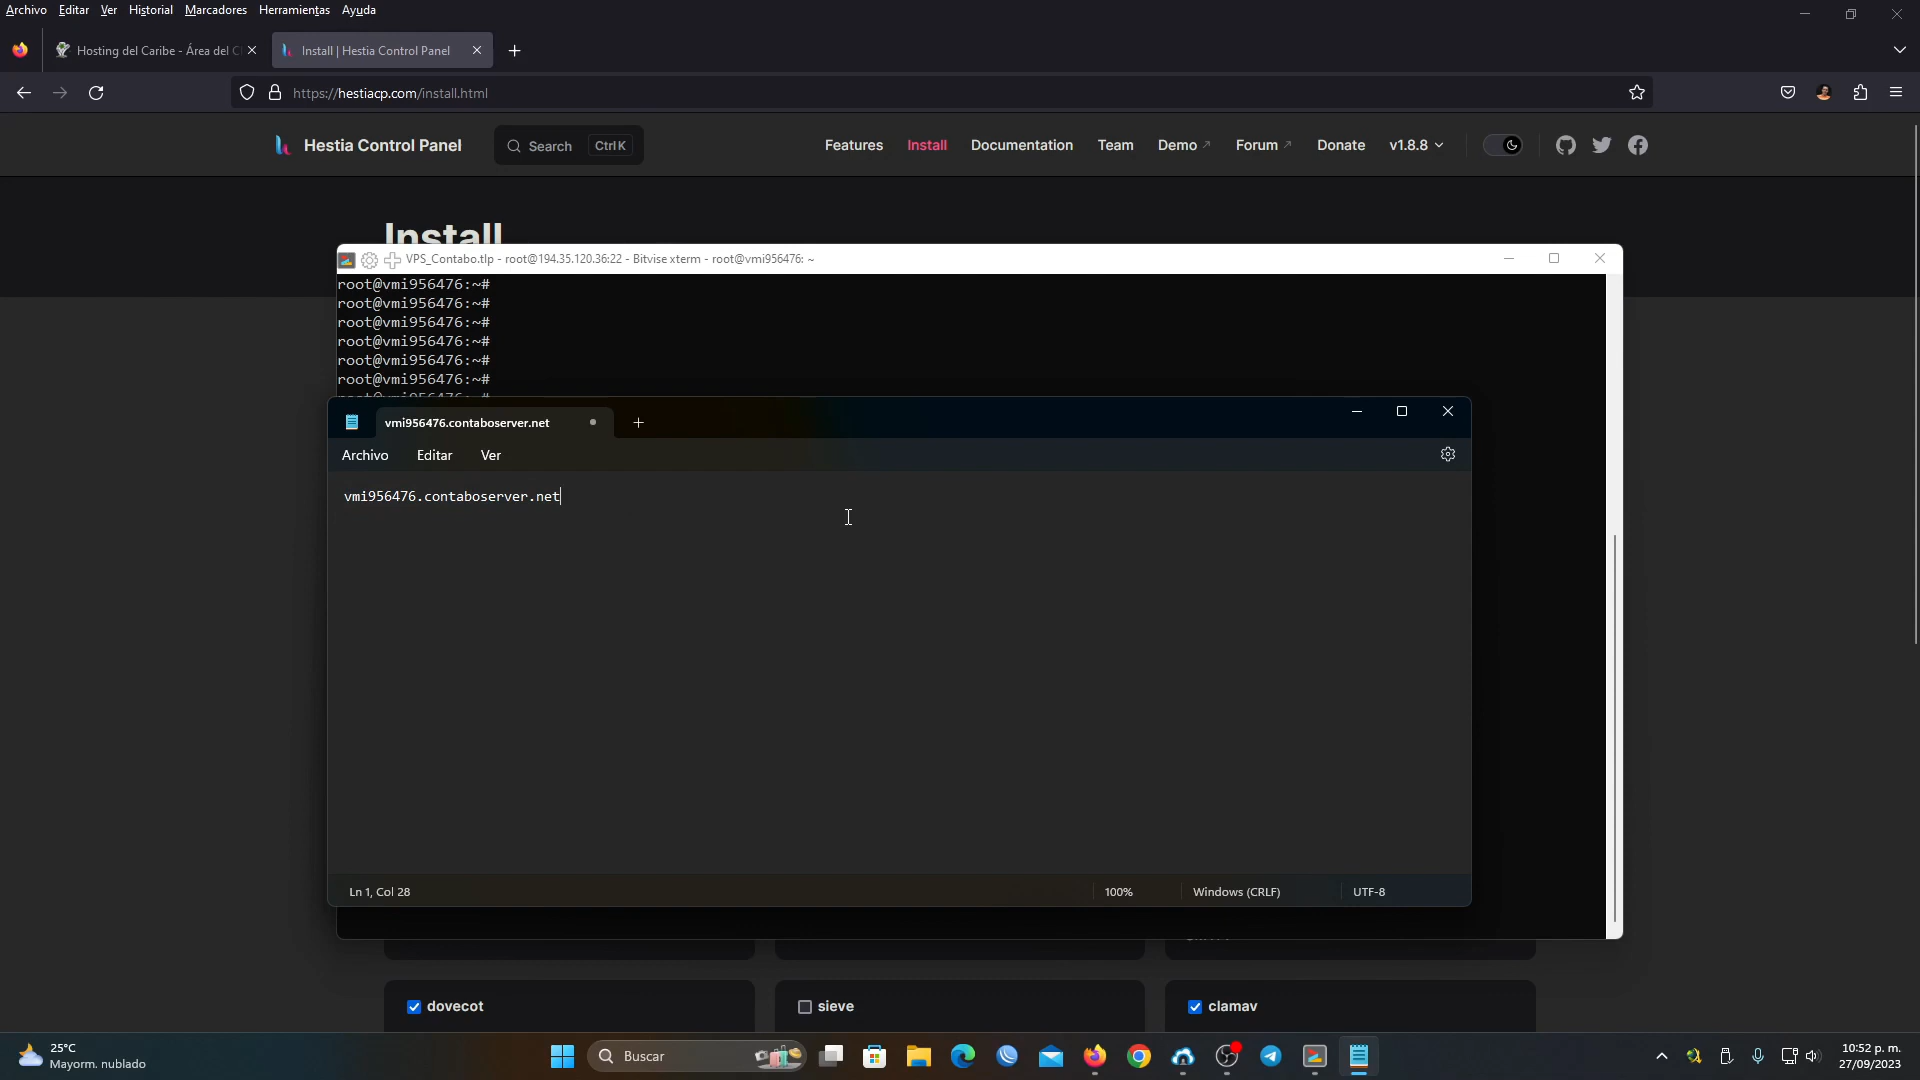 Archivo Editar Ver Historial Marcadores Herramientas Ayuda
Hosting del Caribe - Área del C
Install | Hestia Control Panel
https://hestiacp.com/install.html
Hestia Control Panel
Search Ctrl K
Features Install Documentation Team Demo Forum Donate v1.8.8
Install
VPS_Contabo.tlp - root@194.35.120.36:22 - Bitvise xterm - root@vmi956476: ~
root@vmi956476:~#
root@vmi956476:~#
root@vmi956476:~#
root@vmi956476:~#
root@vmi956476:~#
root@vmi956476:~#
vmi956476.contaboserver.net
Archivo Editar Ver
vmi956476.contaboserver.net
Ln 1, Col 28 100% Windows (CRLF) UTF-8
dovecot sieve clamav
25°C
Mayorm. nublado
Buscar
10:52 p. m.
27/09/2023